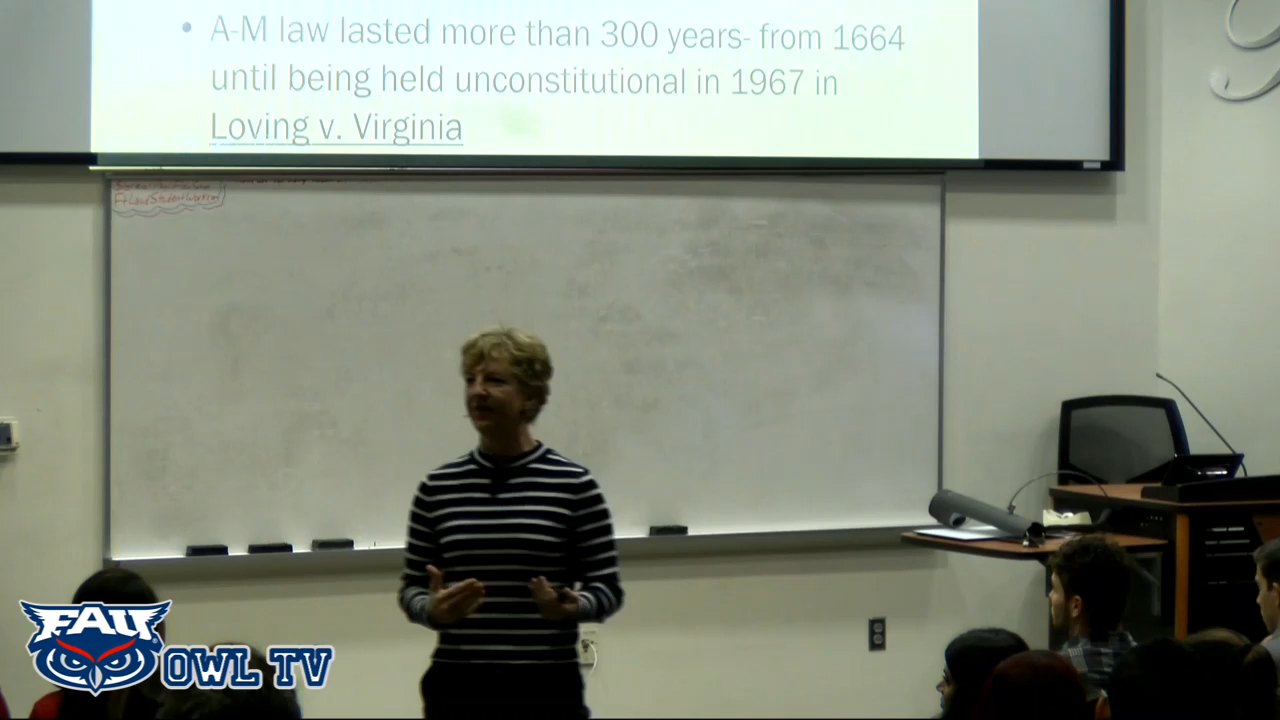 • A-M law lasted more than 300 years- from 1664
until being held unconstitutional in 1967 in
Loving v. Virginia
FAU
OWL TV